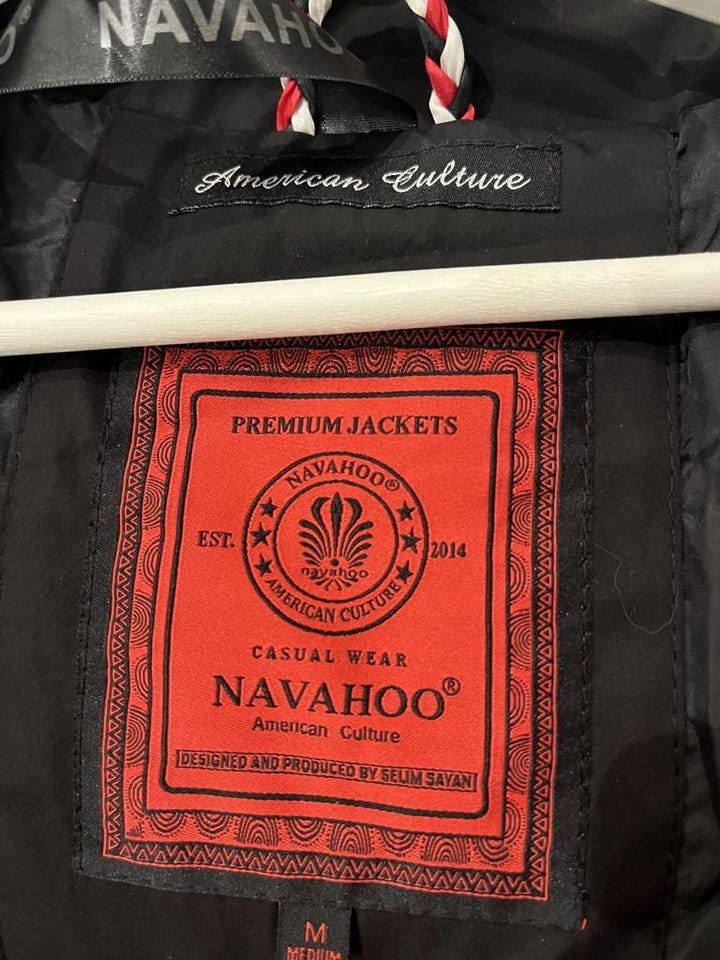 NAVAHO
American Culture
PREMIUM JACKETS
NAVAHOO®
EST.
2014
navahoo
AMERICAN CULTURE
CASUAL WEAR
NAVAHOO®
American Culture
DESIGNED AND PRODUCED BY SELIM SAYAN
M
MEDIUM